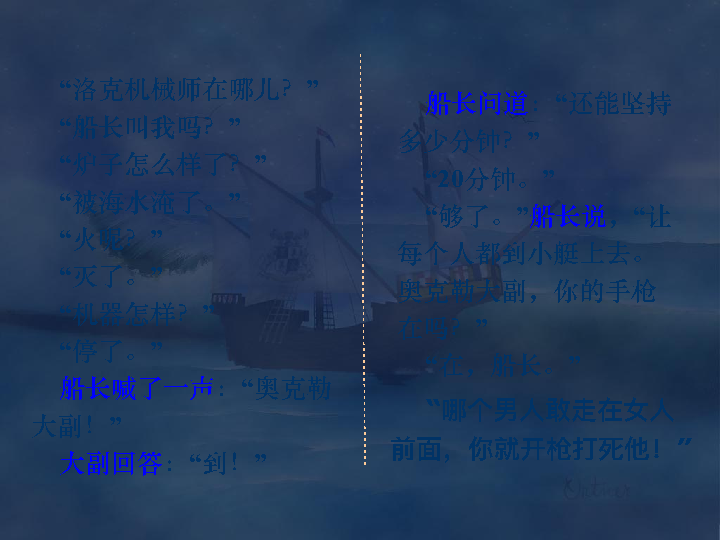 “洛克机械师在哪儿？”
“船长叫我吗？”
“炉子怎么样了？”
“被海水淹了。”
“火呢？”
“灭了。”
“机器怎样？”
“停了。”
船长喊了一声：“奥克勒
大副！”
大副回答：“到！”
船长问道：“还能坚持
多少分钟？”
“20分钟。”
“够了。”船长说，“让
每个人都到小艇上去。
奥克勒大副，你的手枪
在吗？”
“在，船长。”
“哪个男人敢走在女人
前面，你就开枪打死他！”